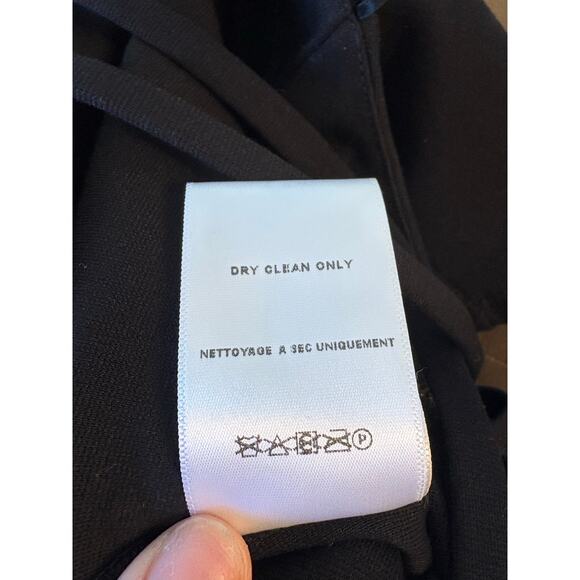 DRY CLEAN ONLY
NETTOYAGE A SEC UNIQUEMENT
P